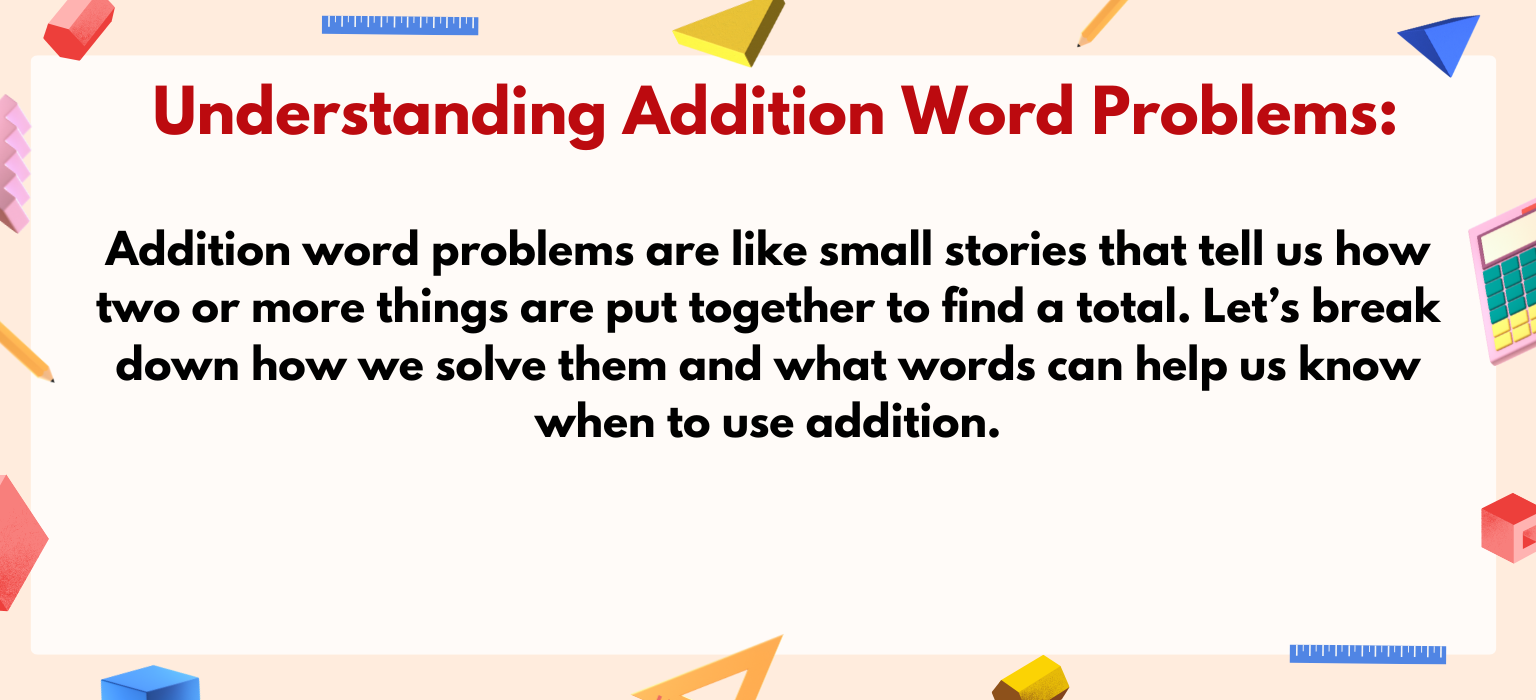 Understanding Addition Word Problems:
Addition word problems are like small stories that tell us how
two or more things are put together to find a total. Let’s break
down how we solve them and what words can help us know
when to use addition.